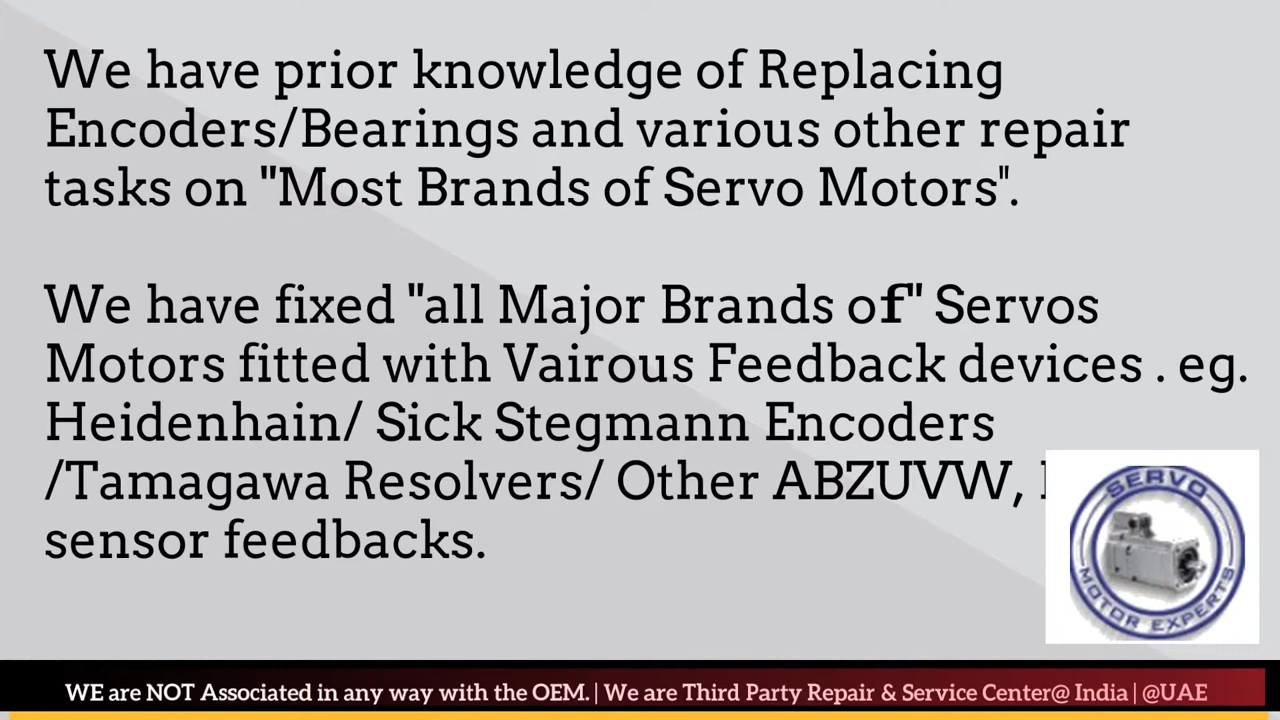 We have prior knowledge of Replacing
Encoders/Bearings and various other repair
tasks on "Most Brands of Servo Motors".
We have fixed "all Major Brands of" Servos
Motors fitted with Vairous Feedback devices . eg.
Heidenhain/ Sick Stegmann Encoders
/Tamagawa Resolvers/ Other ABZUVW,
sensor feedbacks.
SERVO
MOTOR EXPERTS
WE are NOT Associated in any way with the OEM. | We are Third Party Repair & Service Center@ India | @UAE